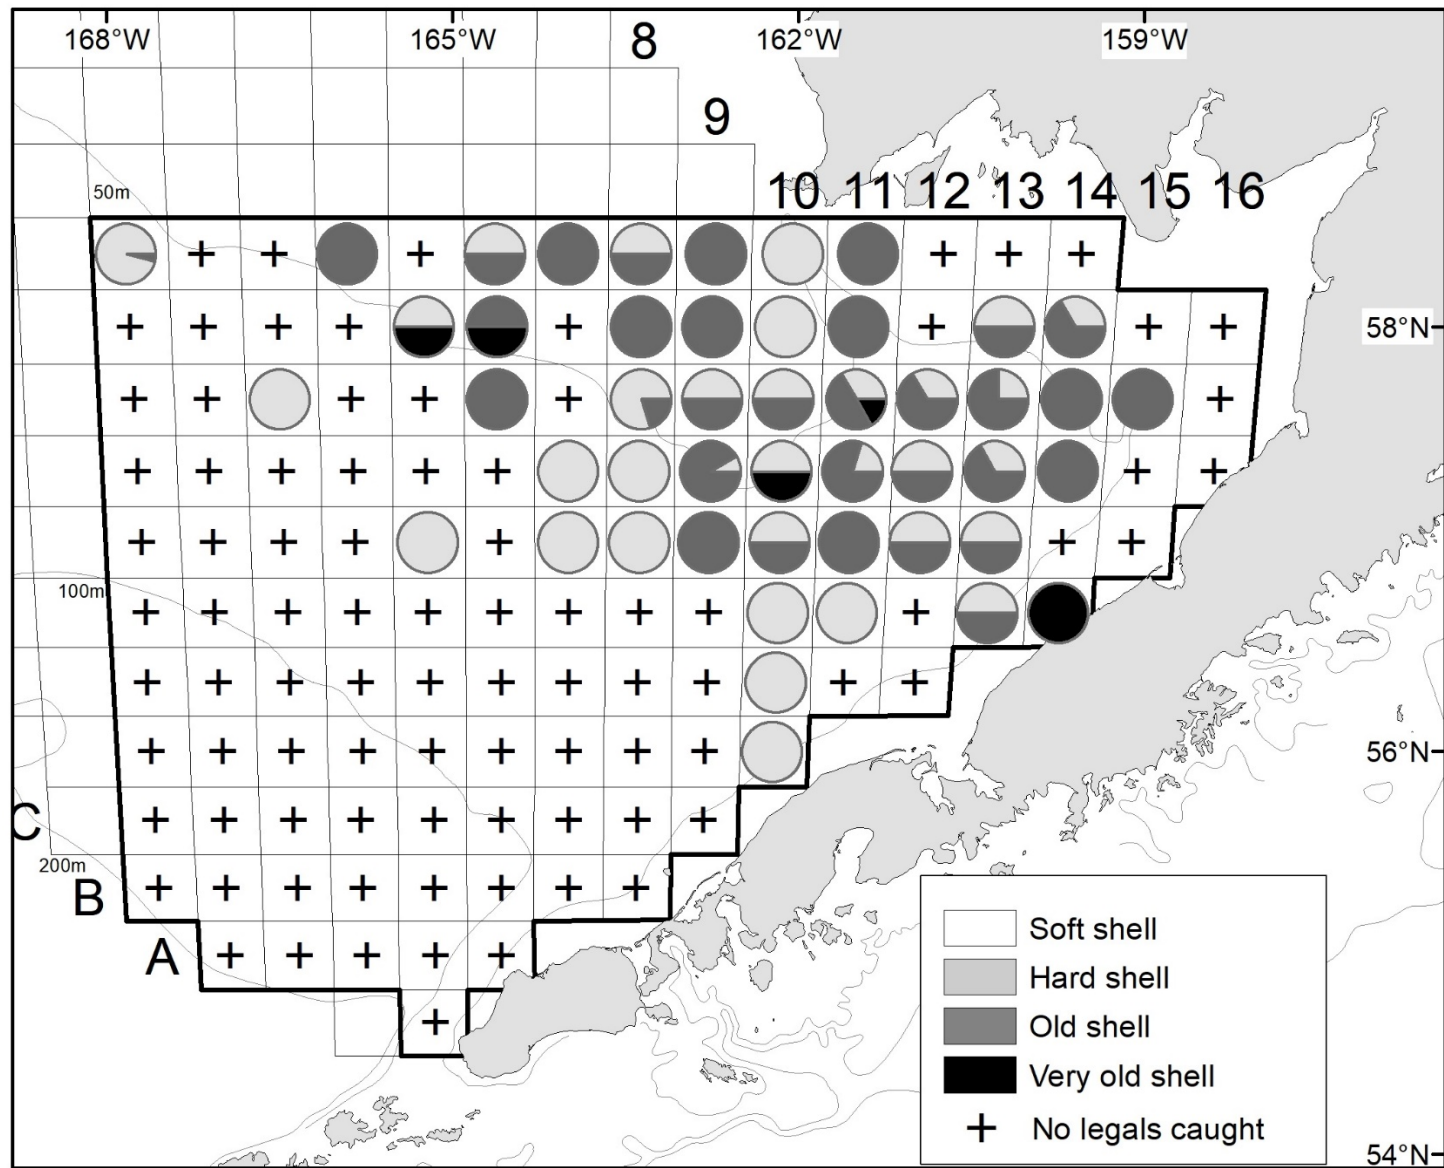 168°W 165°W 8 162°W 159°W
9
50m 10 11 12 13 14 15 16
58°N
100m
56°N
C
200m
B
A
Soft shell
Hard shell
Old shell
Very old shell
+ No legals caught
54°N